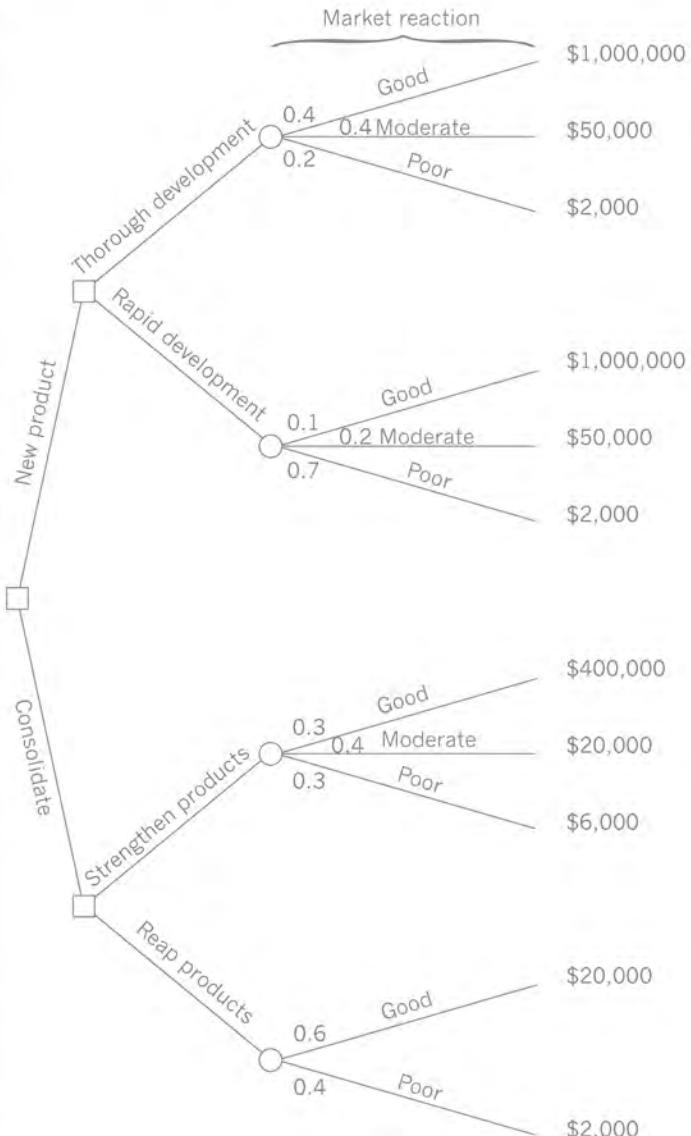 Market reaction
Good
$1,000,000
0.4
0.4 Moderate
$50,000
0.2
Poor
$2,000
Thorough development
Rapid development
Good
$1,000,000
0.1
0.2 Moderate
$50,000
0.7
Poor
$2,000
New product
Consolidate
Good
$400,000
0.3
0.4 Moderate
$20,000
0.3
Poor
$6,000
Strengthen products
Reap products
Good
$20,000
0.6
0.4
Poor
$2,000